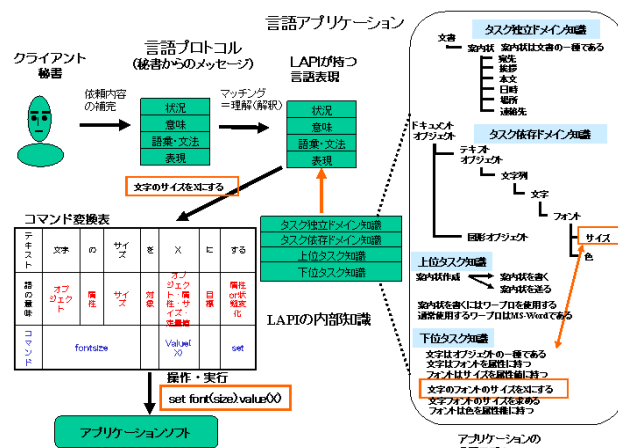 言語アプリケーション
クライアント
秘書
言語プロトコル
(秘書からのメッセージ)
LAPIが持つ
言語表現
依頼内容
の補完
マッチング
＝理解(解釈)
状況
意味
語彙・文法
表現
状況
意味
語彙・文法
表現
文字のサイズをXにする
コマンド変換表
テキスト 文字 の サイズ を X に する
語の意味 オブジェクト 属性 サイズ 対象 オブジェクト・属性・サイズ・定量値 目標 属性or状態変化
コマンド fontsize Value(X) set
操作・実行
set font(size).value(X)
アプリケーションソフト
タスク独立ドメイン知識
タスク依存ドメイン知識
上位タスク知識
下位タスク知識
LAPIの内部知識
タスク独立ドメイン知識
文書
案内状 案内状は文書の一種である
宛先
挨拶
本文
日時
場所
連絡先
ドキュメント
オブジェクト
タスク依存ドメイン知識
テキスト
オブジェクト
文字列
文字
フォント
サイズ
色
図形オブジェクト
上位タスク知識
案内状作成
案内状を書く
案内状を送る
案内状を書くにはワープロを使用する
通常使用するワープロはMS-Wordである
下位タスク知識
文字はオブジェクトの一種である
文字はフォントを属性に持つ
フォントはサイズを属性値に持つ
文字のフォントのサイズをXにする
文字フォントのサイズを求める
フォントは色を属性値に持つ
アプリケーションの